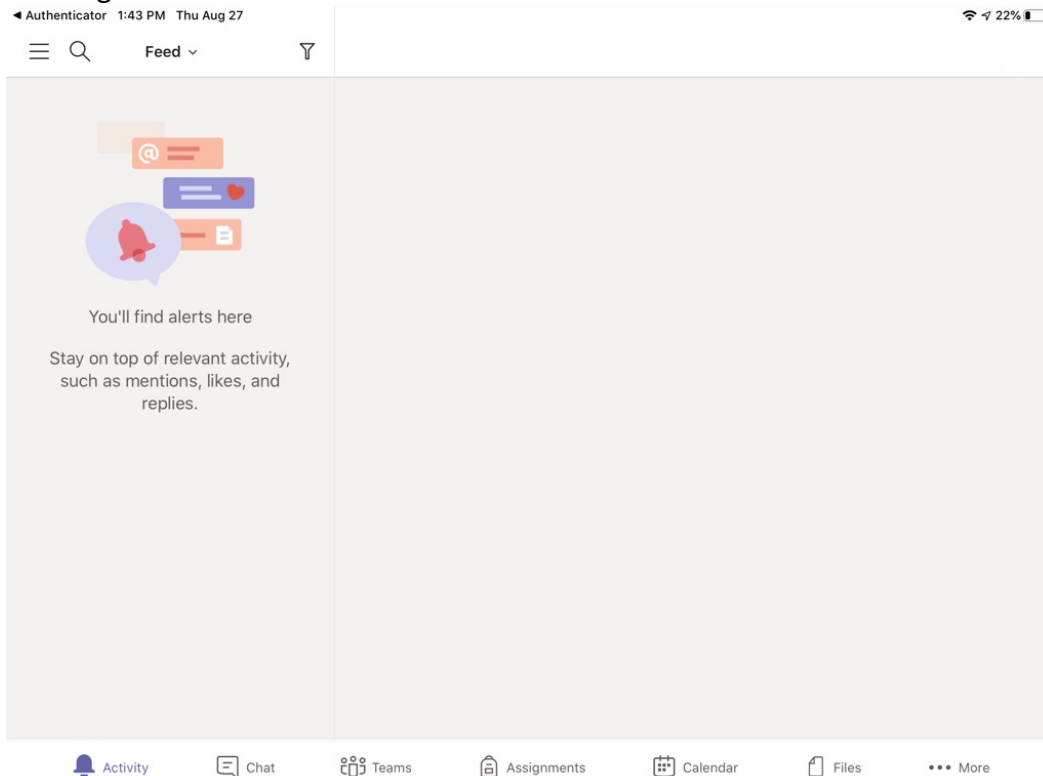 ◄ Authenticator 1:43 PM Thu Aug 27 22%
Feed
@
You'll find alerts here
Stay on top of relevant activity,
such as mentions, likes, and
replies.
Activity Chat Teams Assignments Calendar Files More